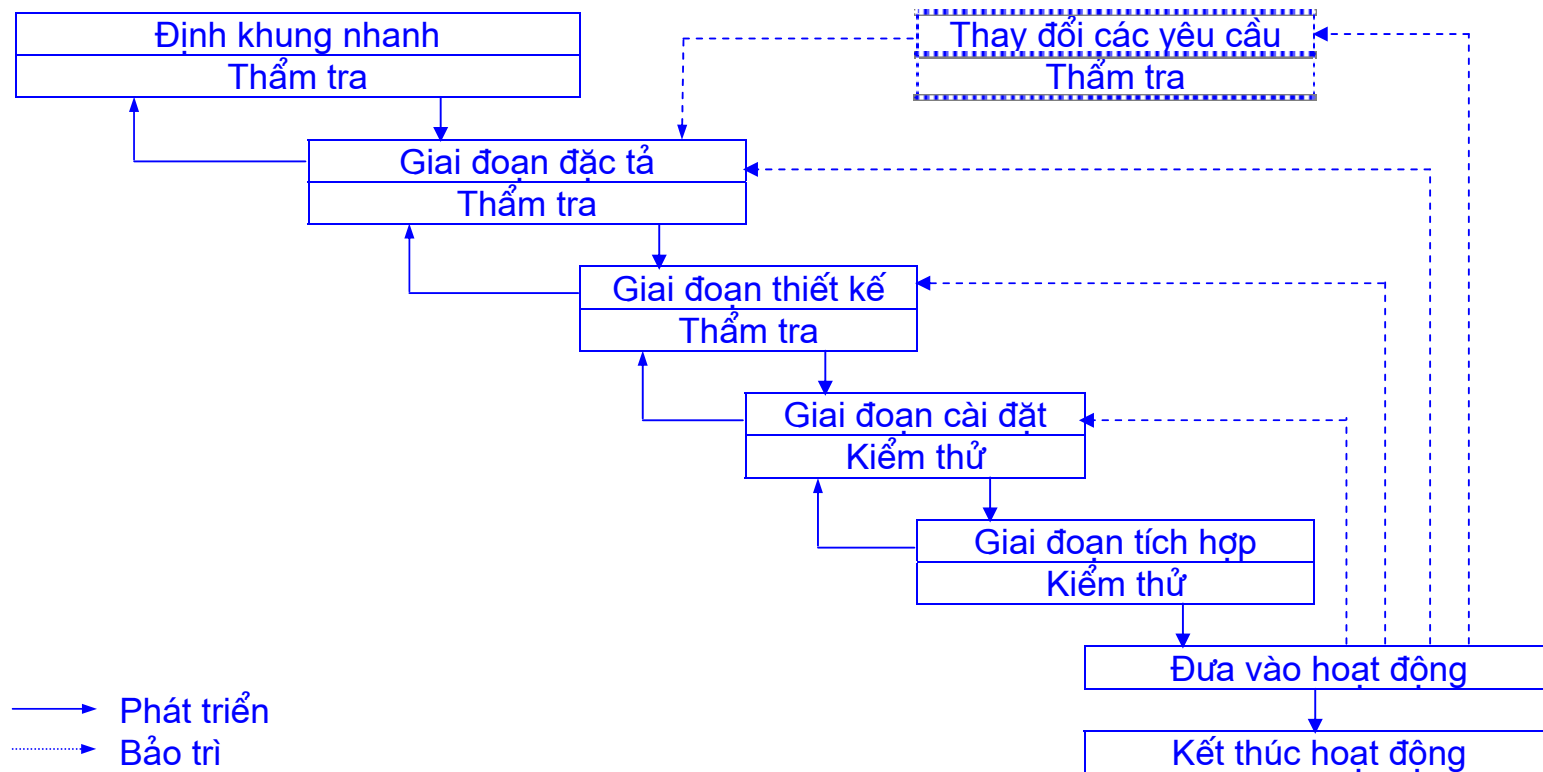 Định khung nhanh
Thẩm tra
Thay đổi các yêu cầu
Thẩm tra
Giai đoạn đặc tả
Thẩm tra
Giai đoạn thiết kế
Thẩm tra
Giai đoạn cài đặt
Kiểm thử
Giai đoạn tích hợp
Kiểm thử
Đưa vào hoạt động
Kết thúc hoạt động
Phát triển
Bảo trì